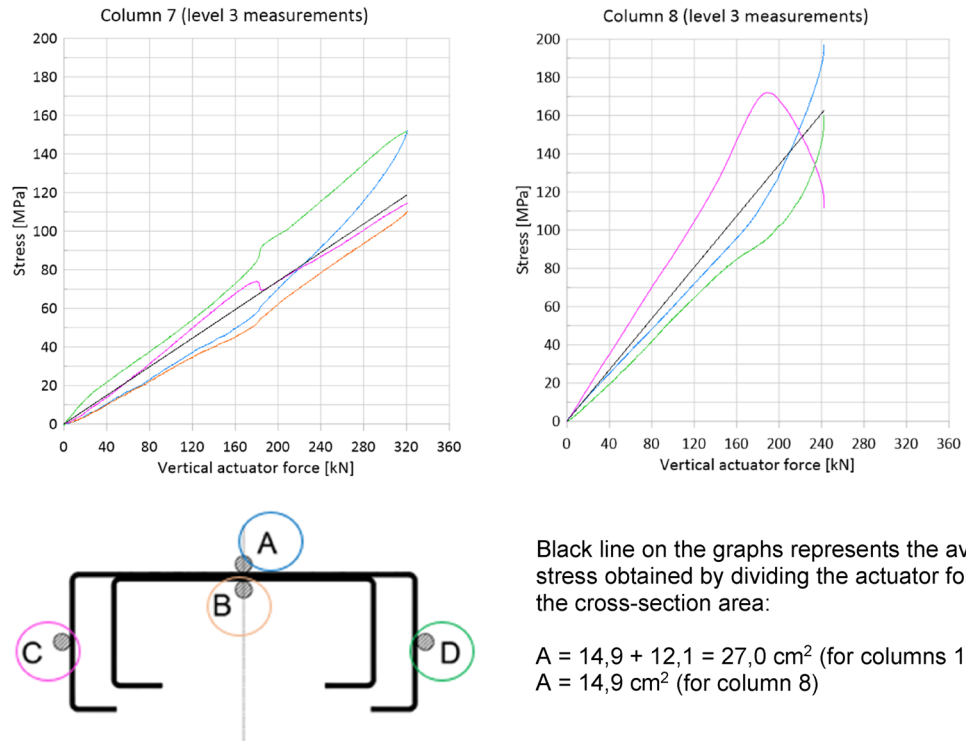 Column 7 (level 3 measurements)
200
180
160
140
120
100
80
60
40
20
0
Stress [MPa]
0 40 80 120 160 200 240 280 320 360
Vertical actuator force [kN]
Column 8 (level 3 measurements)
200
180
160
140
120
100
80
60
40
20
0
Stress [MPa]
0 40 80 120 160 200 240 280 320 360
Vertical actuator force [kN]
A
B
C
D
Black line on the graphs represents the av
stress obtained by dividing the actuator fo
the cross-section area:
A = 14,9 + 12,1 = 27,0 cm² (for columns 1
A = 14,9 cm² (for column 8)